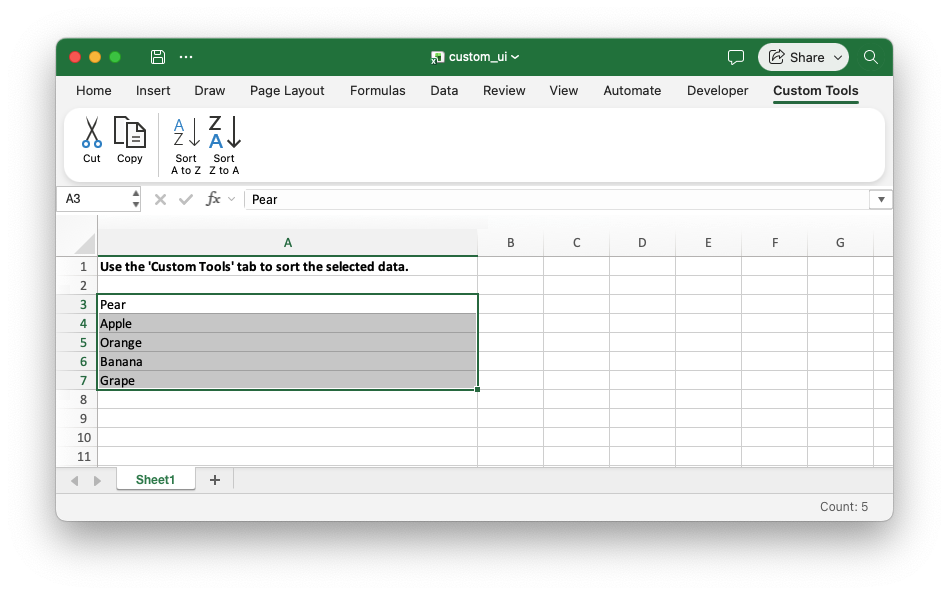 custom_ui
Share
Home Insert Draw Page Layout Formulas Data Review View Automate Developer Custom Tools
Cut Copy Sort A to Z Sort Z to A
A3 fx Pear
A B C D E F G
1 Use the 'Custom Tools' tab to sort the selected data.
2
3 Pear
4 Apple
5 Orange
6 Banana
7 Grape
8
9
10
11
Sheet1 +
Count: 5